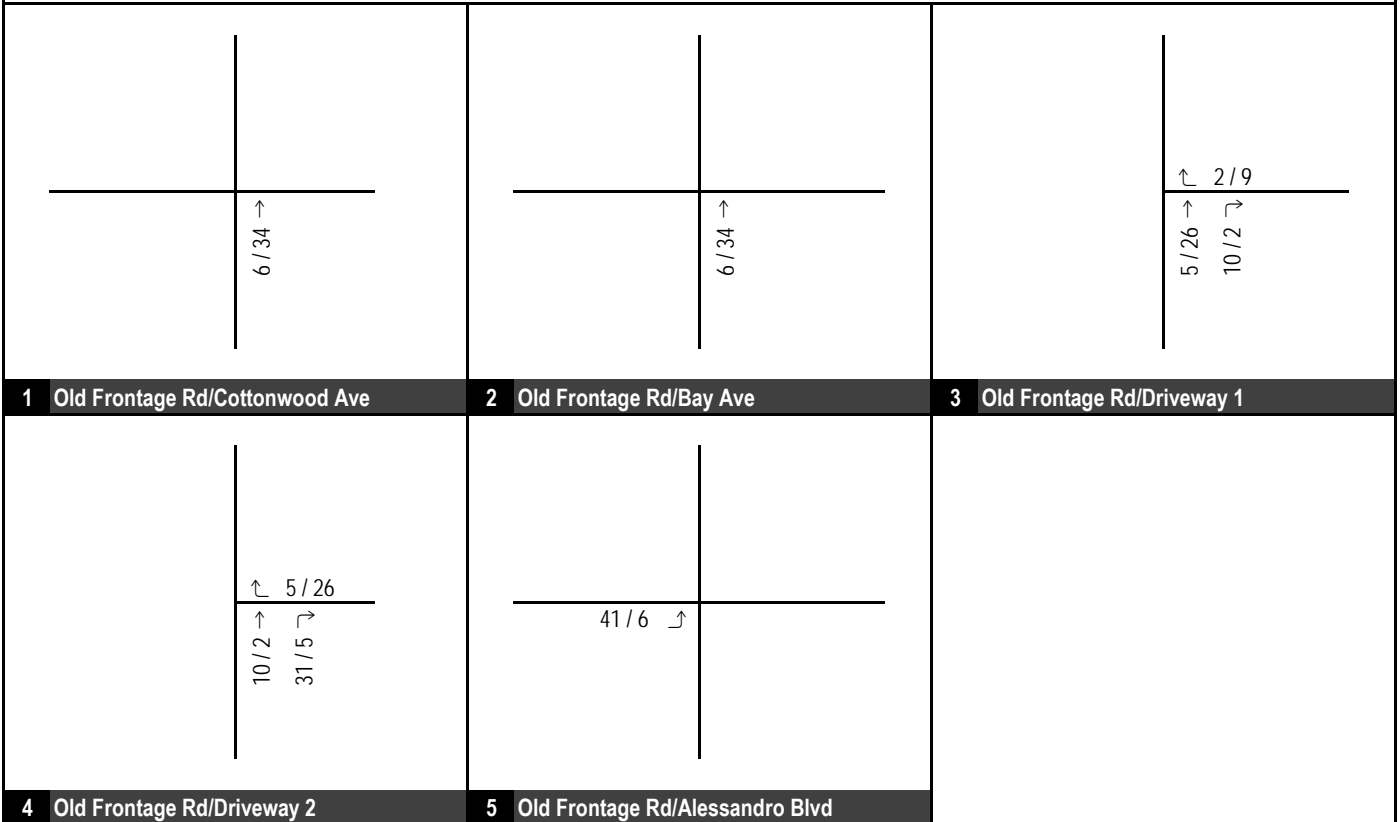 6 / 34
1 Old Frontage Rd/Cottonwood Ave
6 / 34
2 Old Frontage Rd/Bay Ave
2 / 9
5 / 26
10 / 2
3 Old Frontage Rd/Driveway 1
5 / 26
10 / 2
31 / 5
4 Old Frontage Rd/Driveway 2
41 / 6
5 Old Frontage Rd/Alessandro Blvd